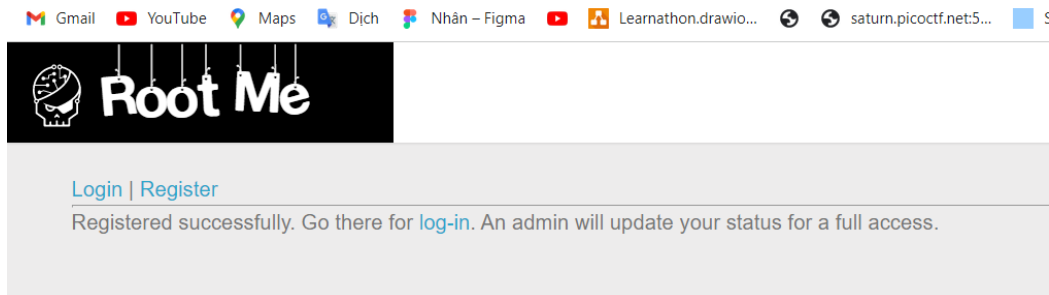 Gmail YouTube Maps Dịch Nhân – Figma Learnathon.drawio... saturn.picoctf.net:5... S
Root Me
Login | Register
Registered successfully. Go there for log-in. An admin will update your status for a full access.